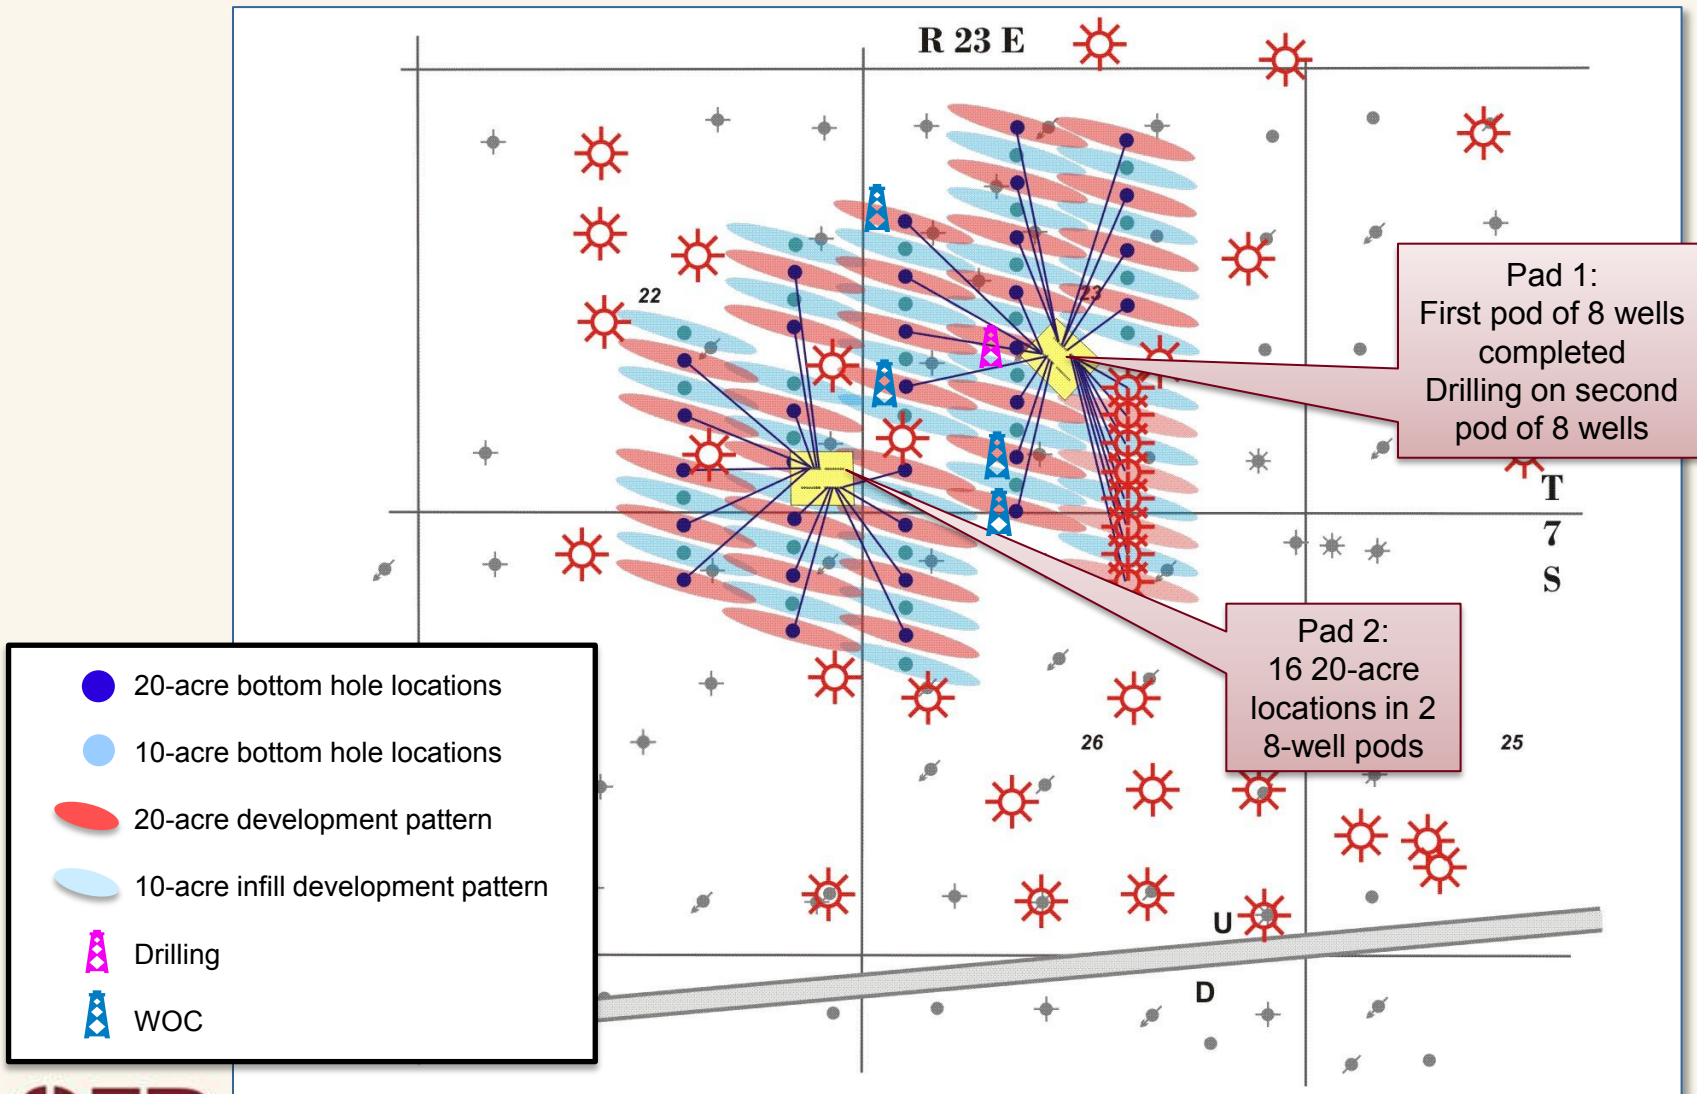 R 23 E
22
23
Pad 1:
First pod of 8 wells
completed
Drilling on second
pod of 8 wells
T
7
S
Pad 2:
16 20-acre
locations in 2
8-well pods
20-acre bottom hole locations
10-acre bottom hole locations
20-acre development pattern
10-acre infill development pattern
Drilling
WOC
26
25
U
D